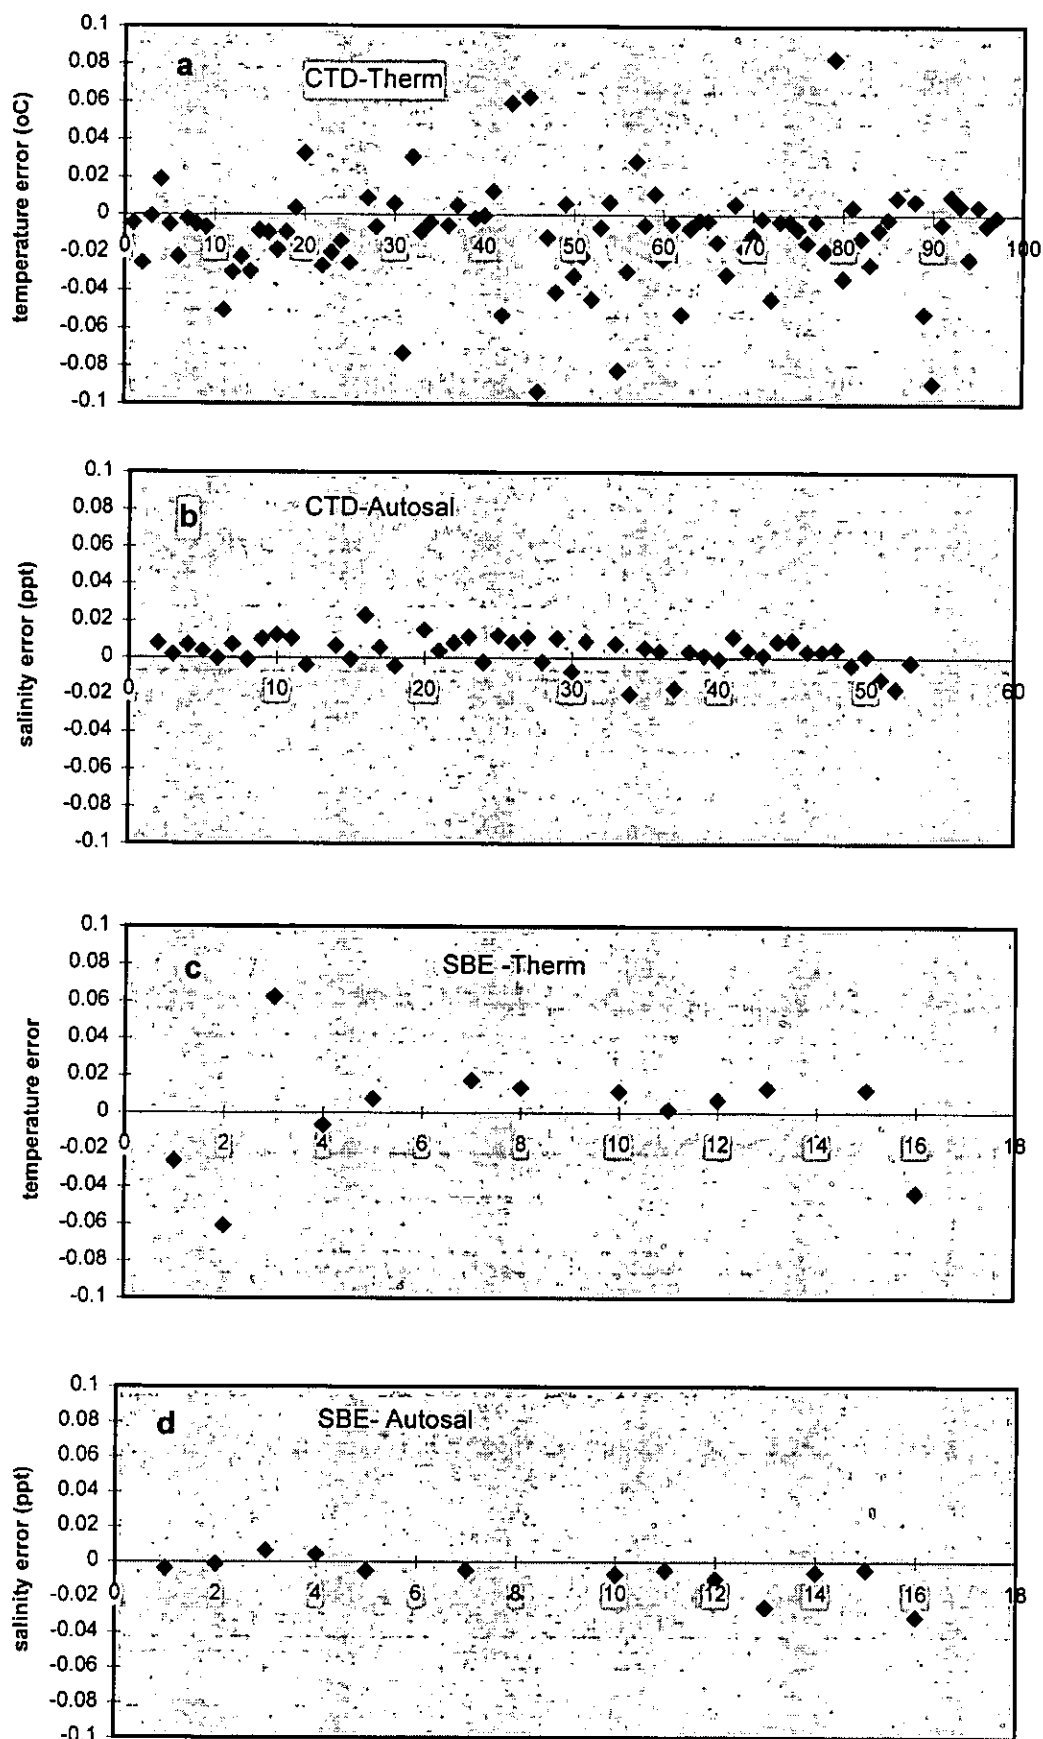 0.1
a
CTD-Therm
0.08
0.06
0.04
0.02
0
-0.02
-0.04
-0.06
-0.08
-0.1
temperature error (oC)
0 10 20 30 40 50 60 70 80 90 100
0.1
b
CTD-Autosal
0.08
0.06
0.04
0.02
0
-0.02
-0.04
-0.06
-0.08
-0.1
salinity error (ppt)
0 10 20 30 40 50 60
0.1
c
SBE -Therm
0.08
0.06
0.04
0.02
0
-0.02
-0.04
-0.06
-0.08
-0.1
temperature error
0 2 4 6 8 10 12 14 16 18
0.1
d
SBE- Autosal
0.08
0.06
0.04
0.02
0
-0.02
-0.04
-0.06
-0.08
-0.1
salinity error (ppt)
0 2 4 6 8 10 12 14 16 18